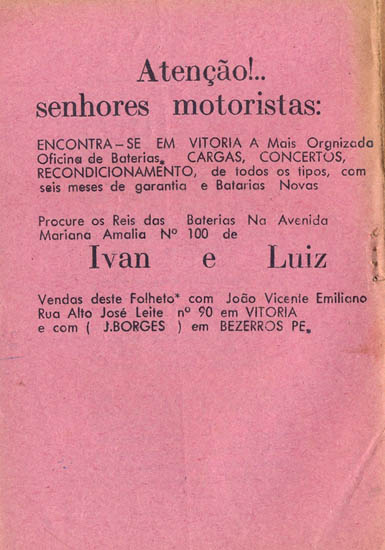 Atenção!..
senhores motoristas:
ENCONTRA-SE EM VITORIA A Mais Orgnizada
Oficina de Baterias. CARGAS, CONCERTOS,
RECONDICIONAMENTO, de todos os tipos, com
seis meses de garantia e Batarias Novas
Procure os Reis das Baterias Na Avenida
Mariana Amalia Nº 100 de
Ivan e Luiz
Vendas deste Folheto* com João Vicente Emiliano
Rua Alto José Leite nº 90 em VITORIA
e com ( J.BORGES ) em BEZERROS PE.